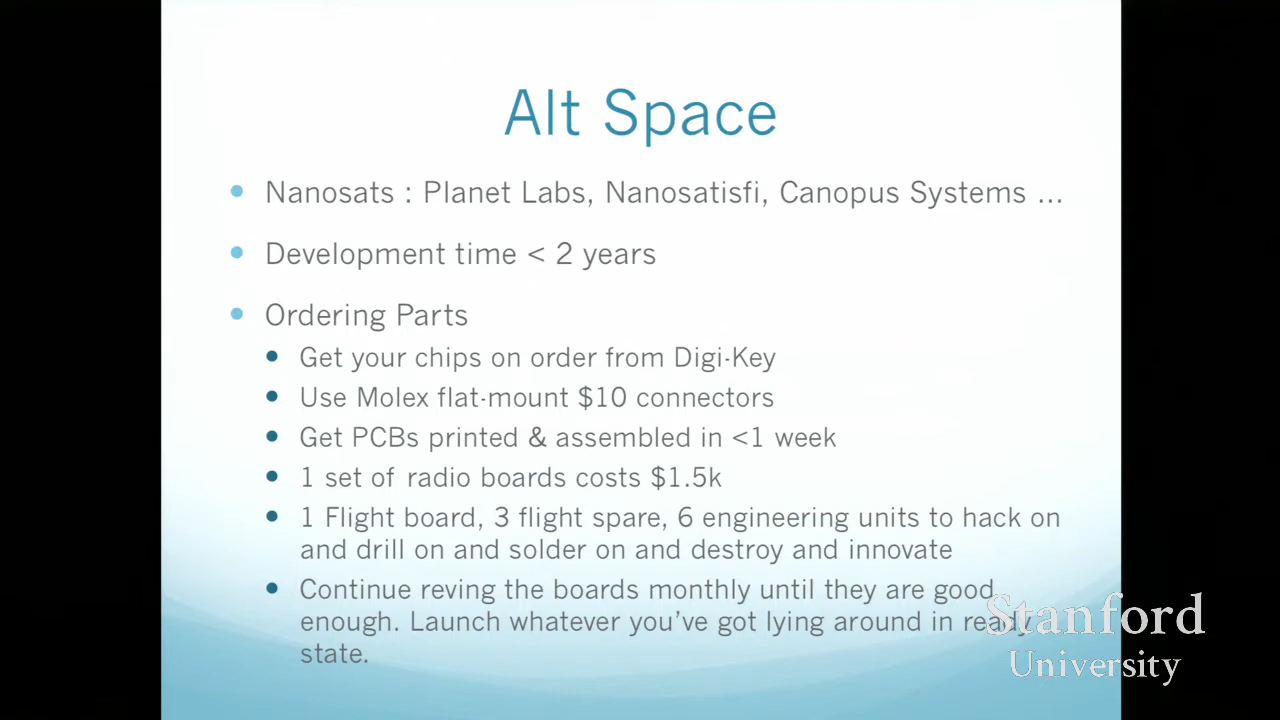 Alt Space
Nanosats : Planet Labs, Nanosatisfi, Canopus Systems ...
Development time < 2 years
Ordering Parts
Get your chips on order from Digi-Key
Use Molex flat-mount $10 connectors
Get PCBs printed & assembled in <1 week
1 set of radio boards costs $1.5k
1 Flight board, 3 flight spare, 6 engineering units to hack on
and drill on and solder on and destroy and innovate
Continue reving the boards monthly until they are good
enough. Launch whatever you've got lying around in ready
state.
Stanford
University